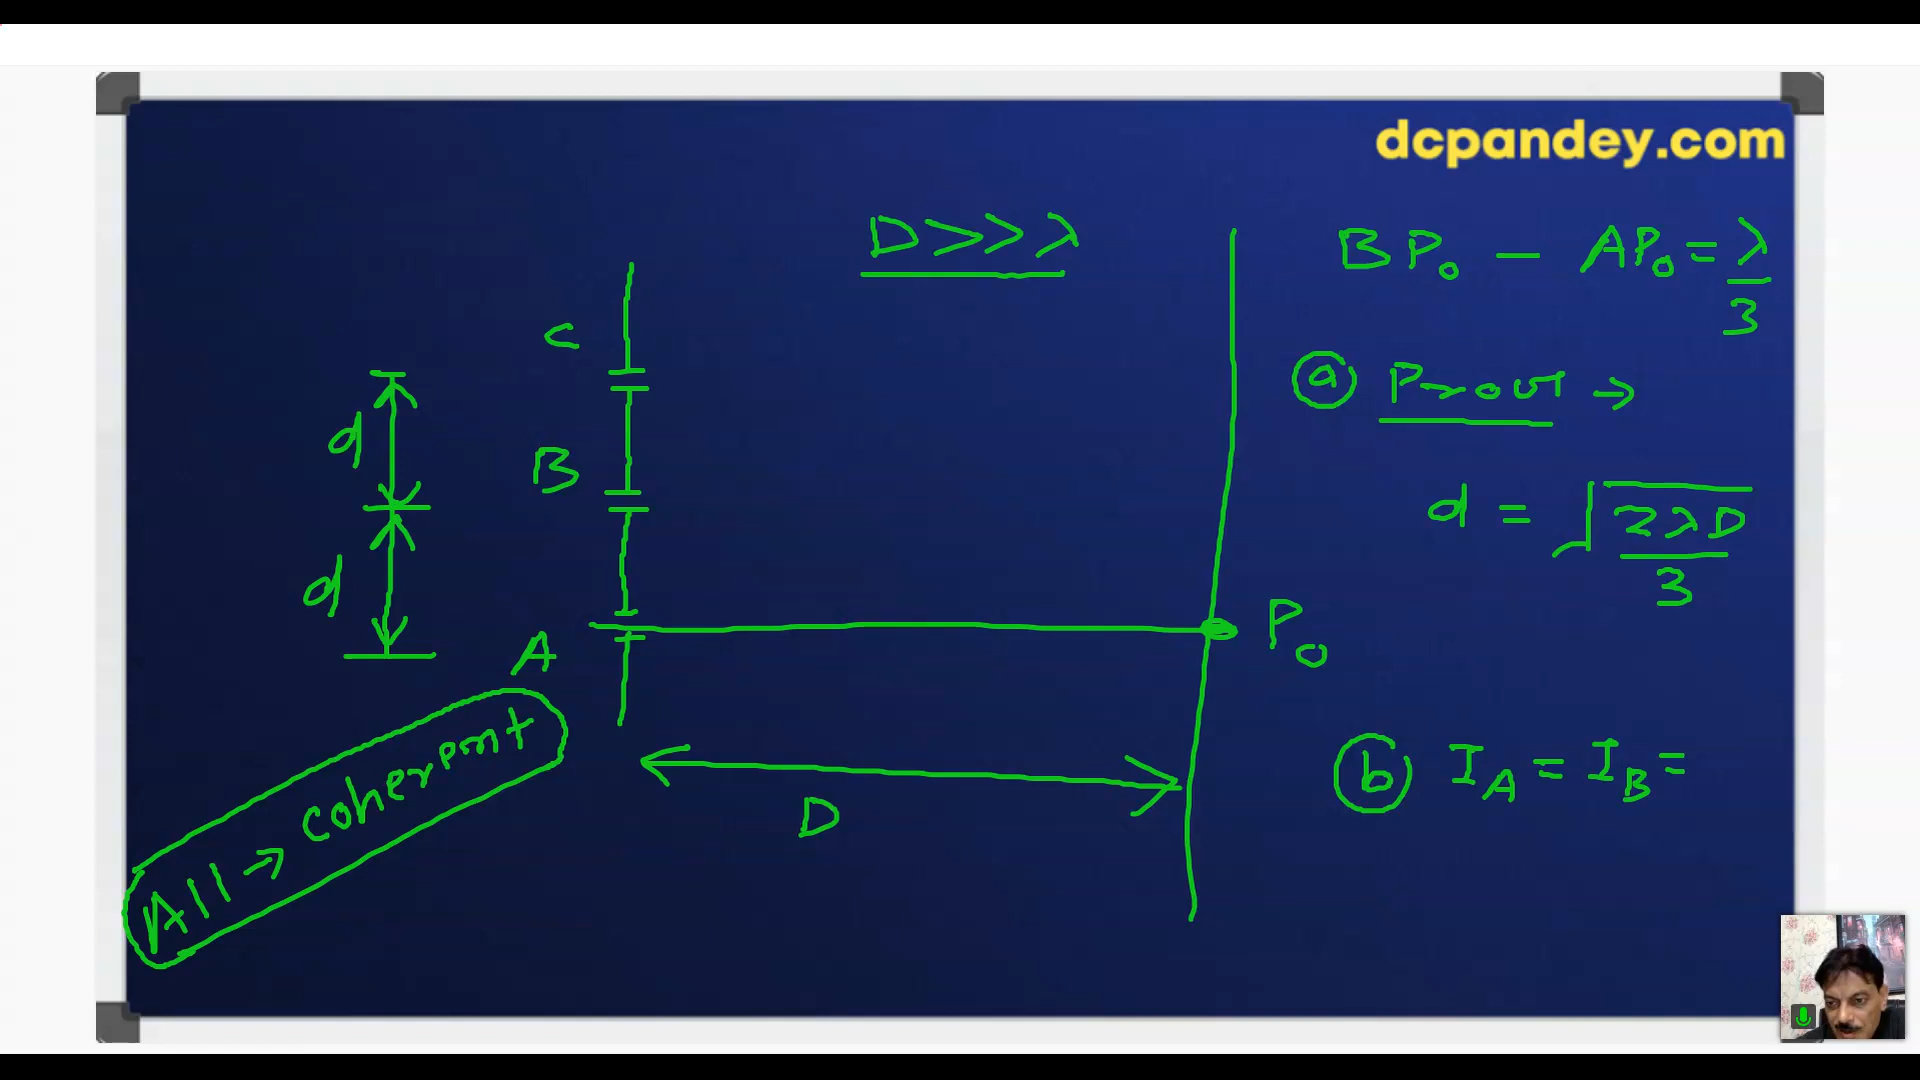 dcpandey.com
D >>> λ
BP₀ − AP₀ = λ/3
C
ⓐ Prove →
d
B
d = √(2λD/3)
d
A
P₀
All → coherent
ⓑ I_A = I_B =
D